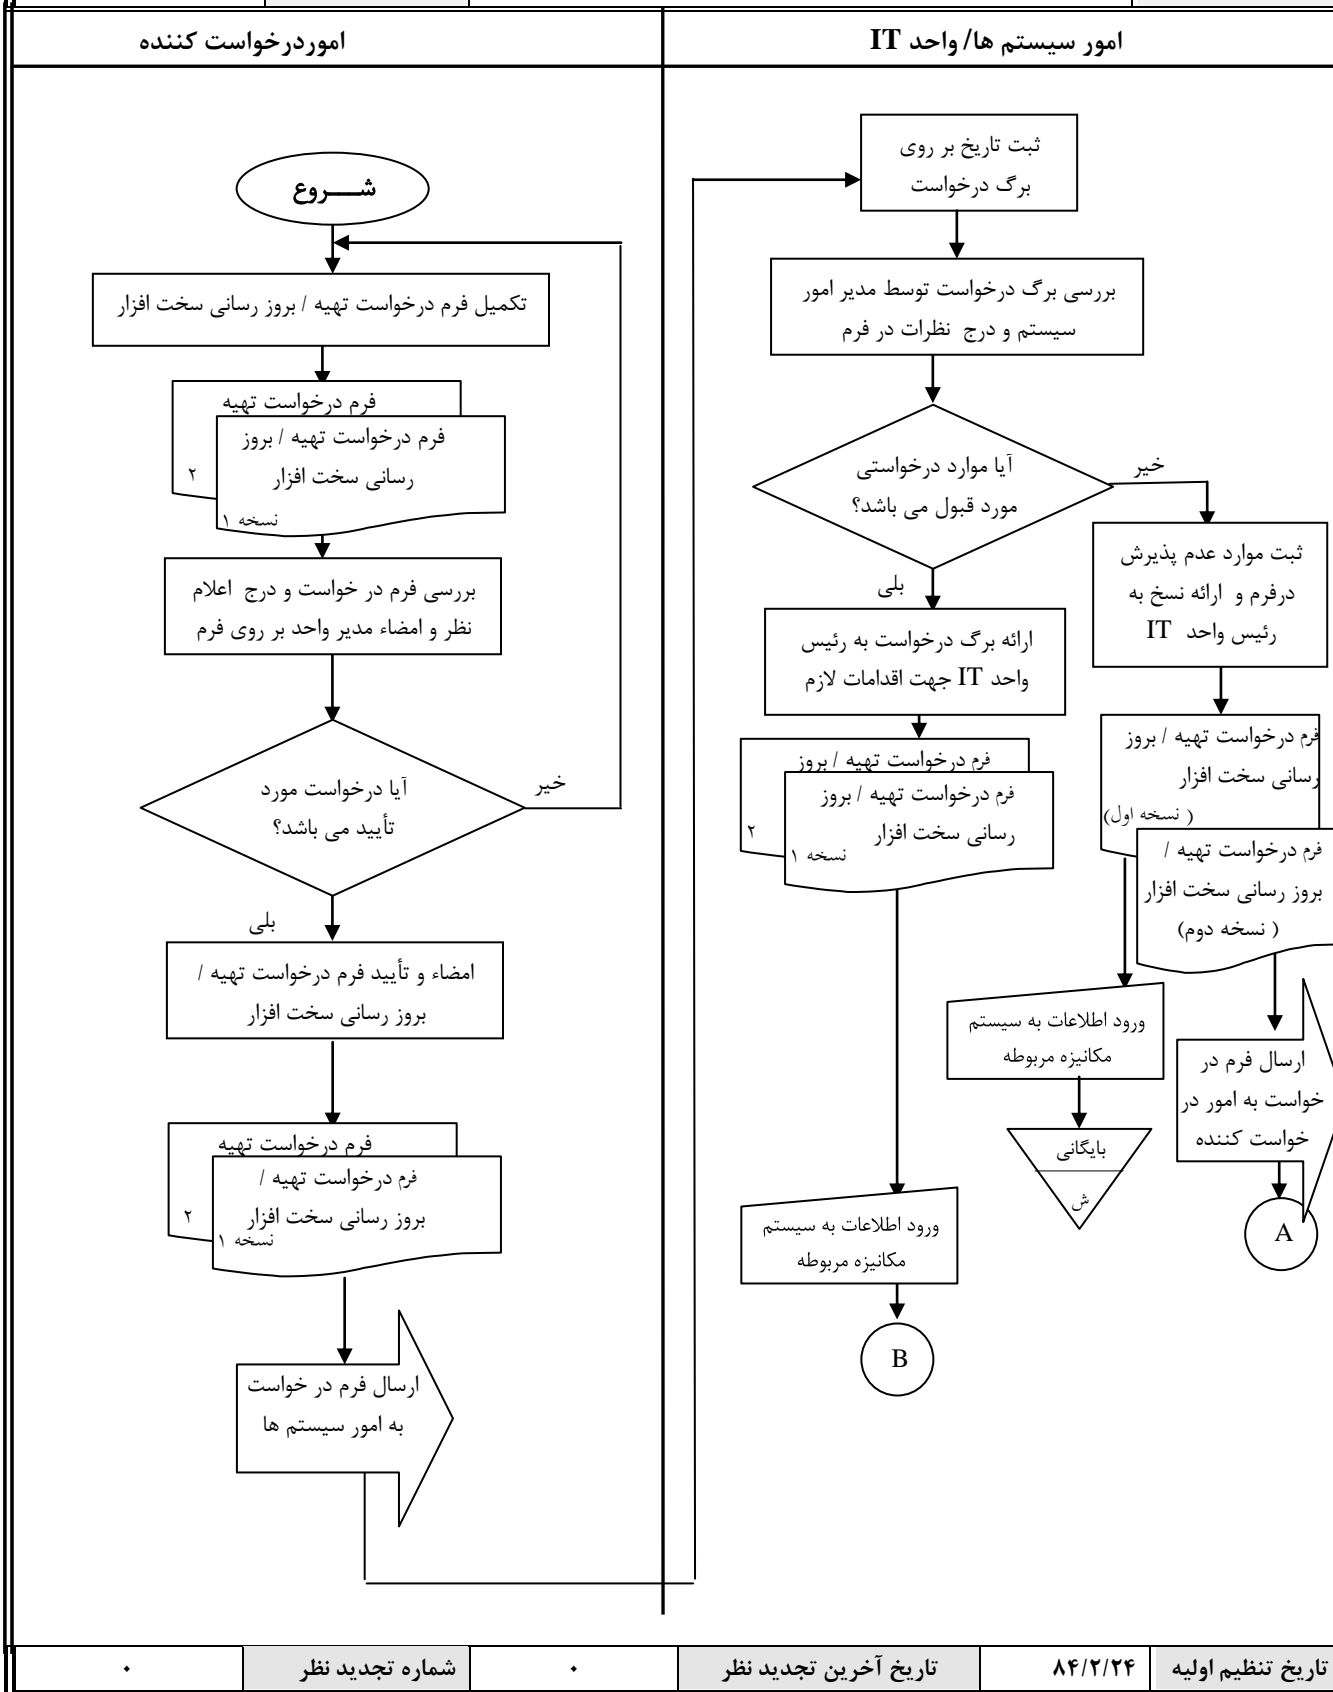 امور سیستم ها/ واحد IT
اموردرخواست کننده
شـــــروع
تکمیل فرم درخواست تهیه / بروز رسانی سخت افزار
فرم درخواست تهیه
۲
فرم درخواست تهیه / بروز
رسانی سخت افزار
نسخه ۱
بررسی فرم در خواست و درج اعلام
نظر و امضاء مدیر واحد بر روی فرم
آیا درخواست مورد
تأیید می باشد؟
خیر
بلی
امضاء و تأیید فرم درخواست تهیه /
بروز رسانی سخت افزار
فرم درخواست تهیه
۲
فرم درخواست تهیه /
بروز رسانی سخت افزار
نسخه ۱
ارسال فرم در خواست
به امور سیستم ها
ثبت تاریخ بر روی
برگ درخواست
بررسی برگ درخواست توسط مدیر امور
سیستم و درج نظرات در فرم
آیا موارد درخواستی
مورد قبول می باشد؟
خیر
بلی
ثبت موارد عدم پذیرش
درفرم و ارائه نسخ به
رئیس واحد IT
ارائه برگ درخواست به رئیس
واحد IT جهت اقدامات لازم
فرم درخواست تهیه / بروز
رسانی سخت افزار
( نسخه اول)
فرم درخواست تهیه /
بروز رسانی سخت افزار
( نسخه دوم)
فرم درخواست تهیه / بروز
۲
فرم درخواست تهیه / بروز
رسانی سخت افزار
نسخه ۱
ورود اطلاعات به سیستم
مکانیزه مربوطه
بایگانی
ش
ارسال فرم در
خواست به امور در
خواست کننده
A
ورود اطلاعات به سیستم
مکانیزه مربوطه
B
تاریخ تنظیم اولیه ۸۴/۲/۲۴ تاریخ آخرین تجدید نظر ۰ شماره تجدید نظر ۰